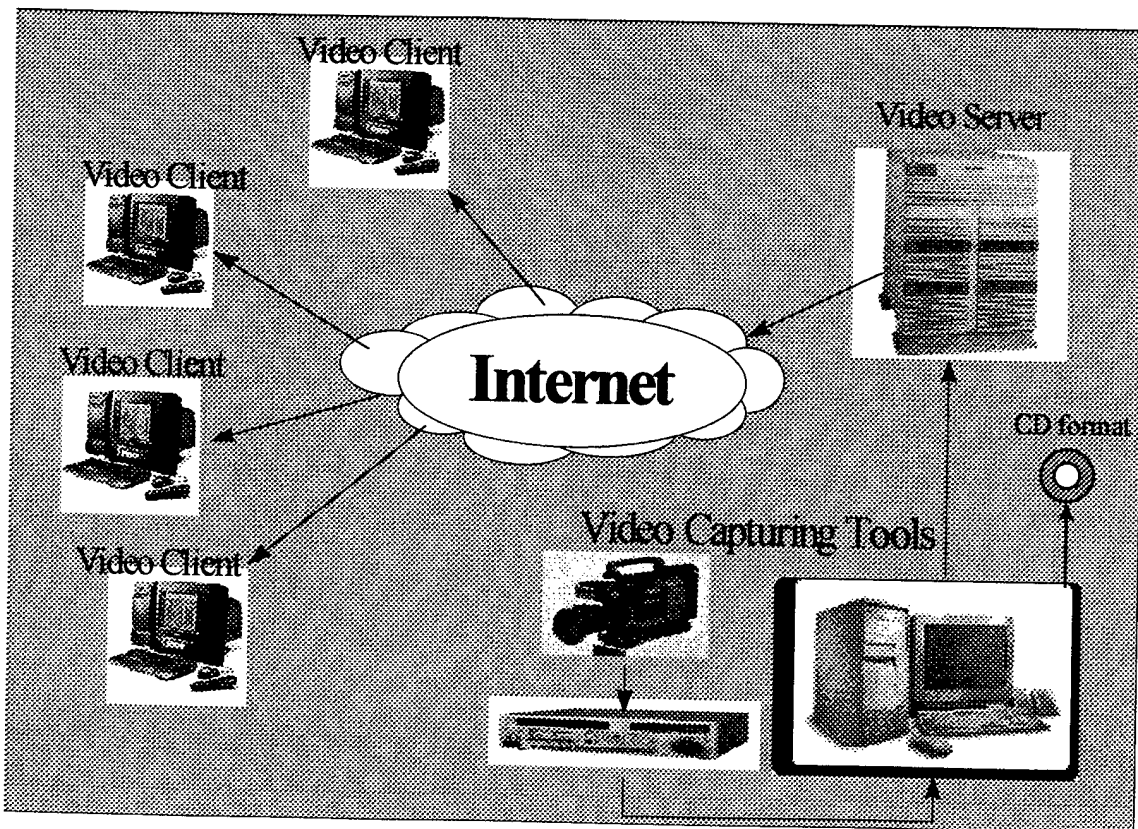 Video Client
Video Server
Video Client
Internet
Video Client
CD format
Video Capturing Tools
Video Client